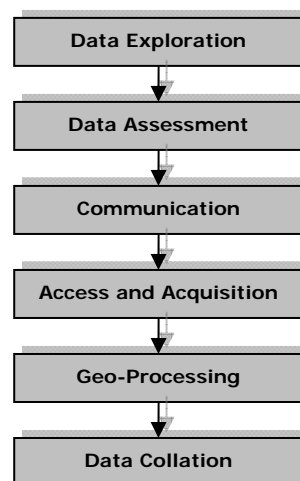 Data Exploration
Data Assessment
Communication
Access and Acquisition
Geo-Processing
Data Collation